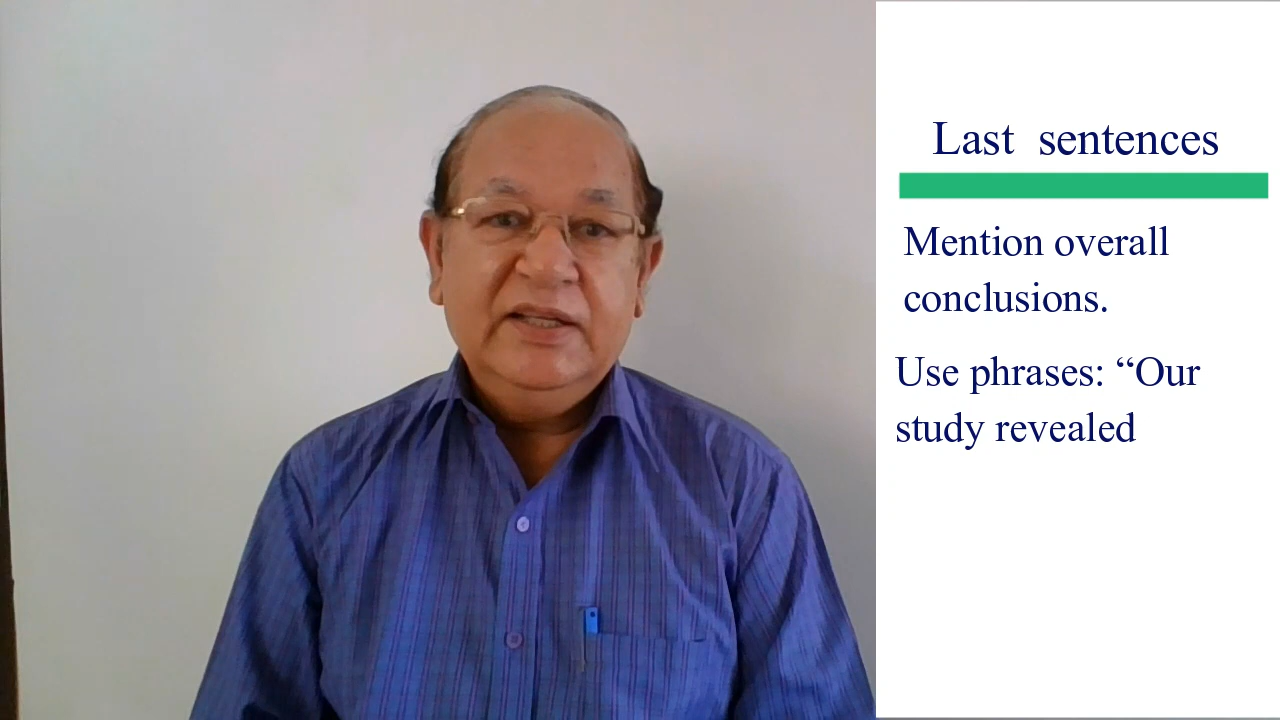 Last sentences
Mention overall
conclusions.
Use phrases: “Our
study revealed